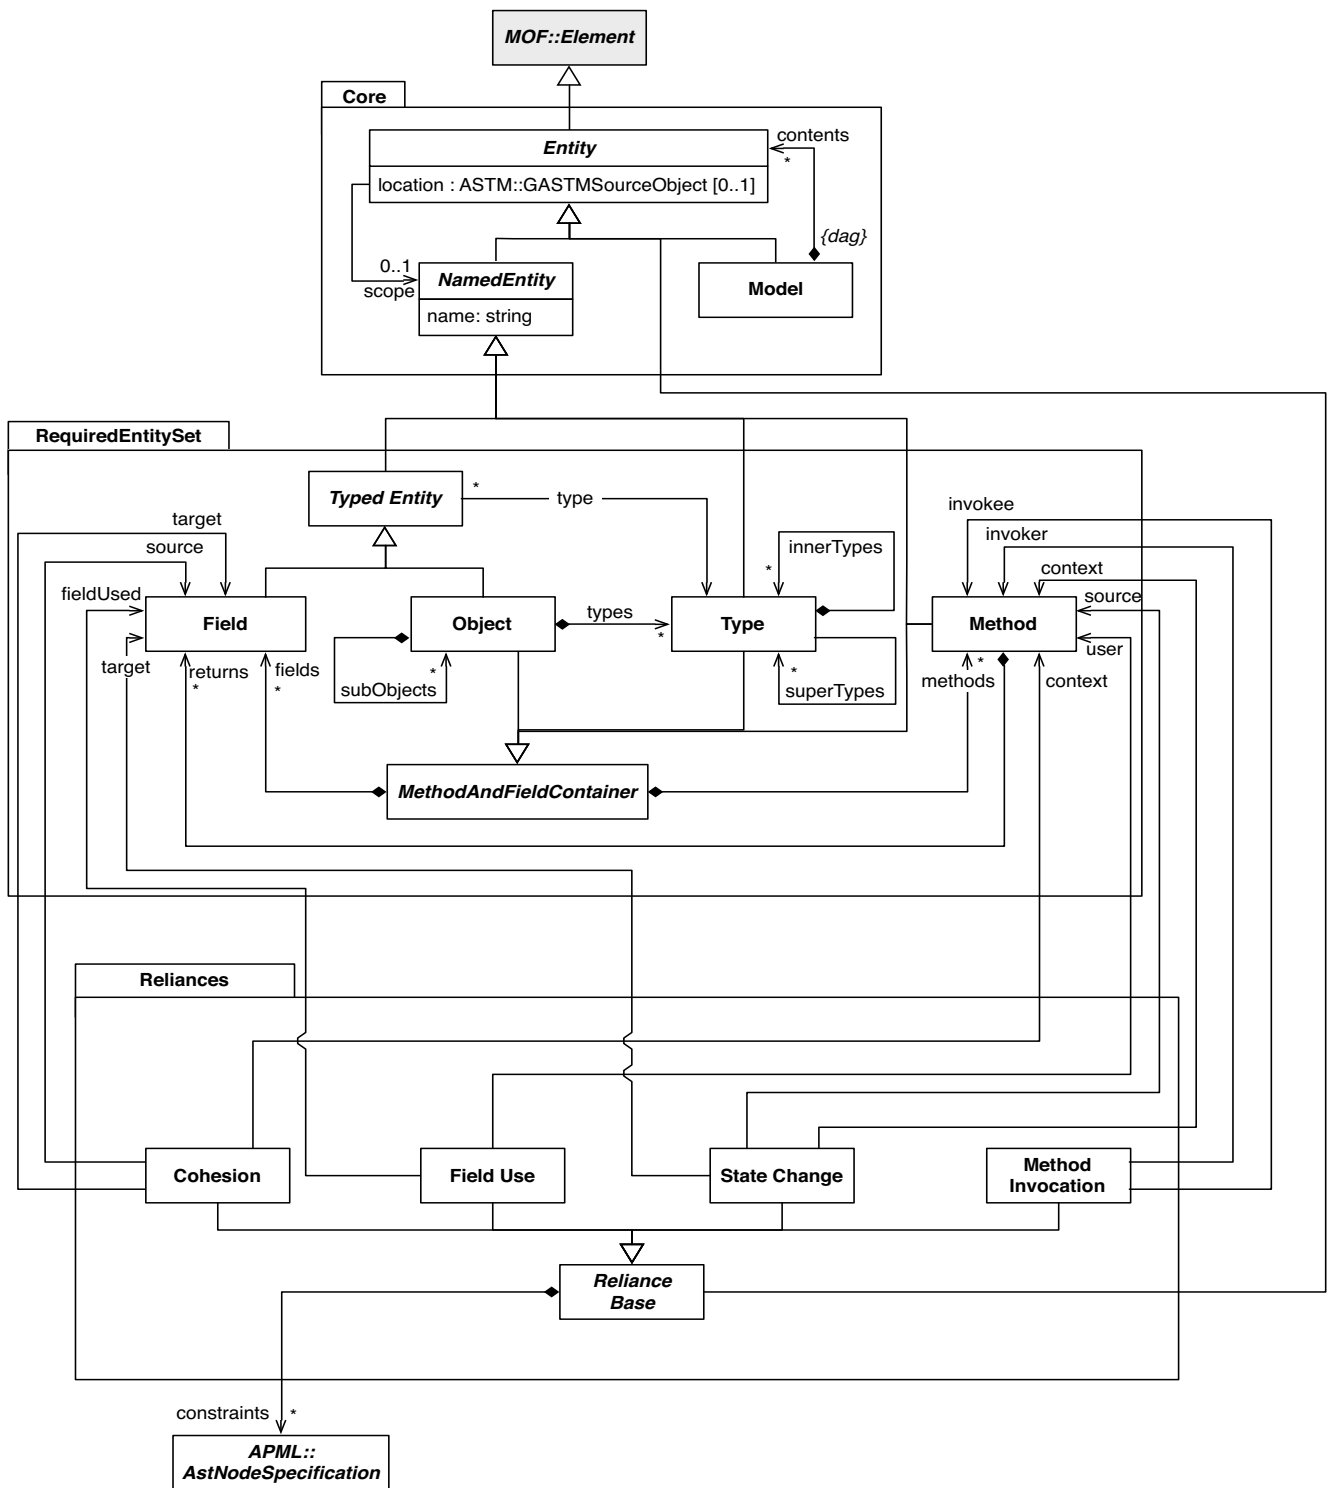 MOF::Element
Core
Entity
contents
*
location : ASTM::GASTMSourceObject [0..1]
{dag}
0..1
scope
NamedEntity
name: string
Model
RequiredEntitySet
Typed Entity
*
type
target
source
fieldUsed
target
Field
returns
*
fields
*
Object
*
subObjects
types
*
innerTypes
*
Type
*
superTypes
invokee
invoker
context
source
Method
user
*
methods
context
MethodAndFieldContainer
Reliances
Cohesion
Field Use
State Change
Method
Invocation
Reliance
Base
constraints
*
APML::
AstNodeSpecification